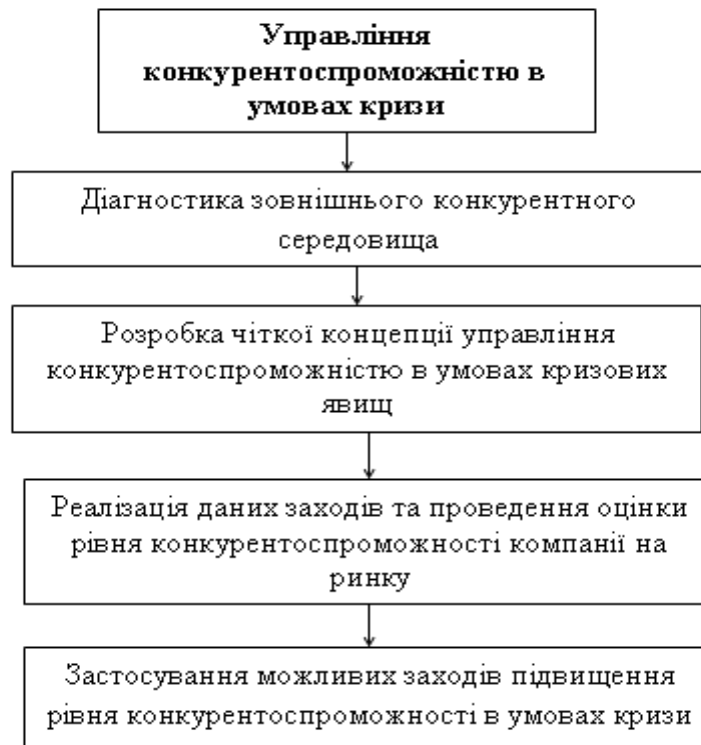 Управління
конкурентоспроможністю в
умовах кризи
Діагностика зовнішнього конкурентного
середовища
Розробка чіткої концепції управління
конкурентоспроможністю в умовах кризових
явищ
Реалізація даних заходів та проведення оцінки
рівня конкурентоспроможності компанії на
ринку
Застосування можливих заходів підвищення
рівня конкурентоспроможності в умовах кризи